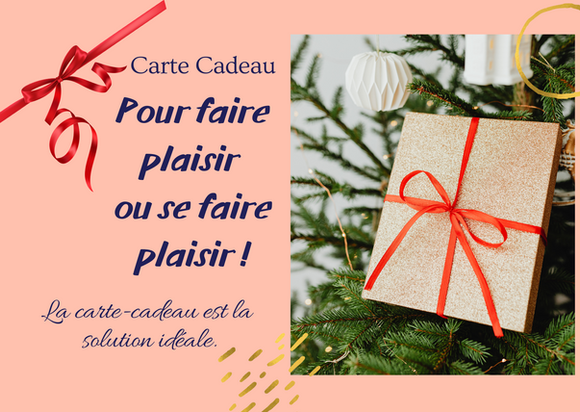 Carte Cadeau
Pour faire
plaisir
ou se faire
plaisir !
La carte-cadeau est la
solution idéale.